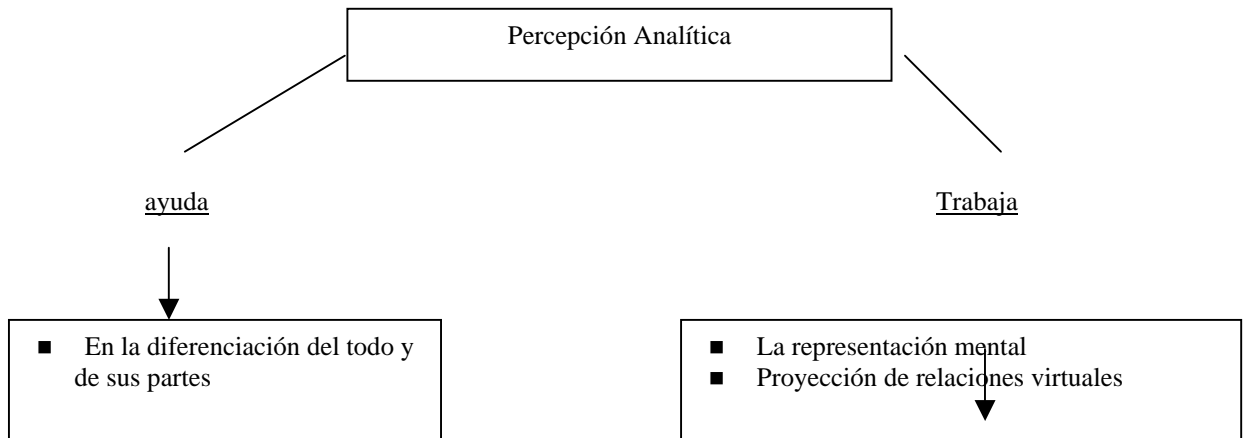 Percepción Analítica
ayuda
Trabaja
■ En la diferenciación del todo y
de sus partes
■ La representación mental
■ Proyección de relaciones virtuales